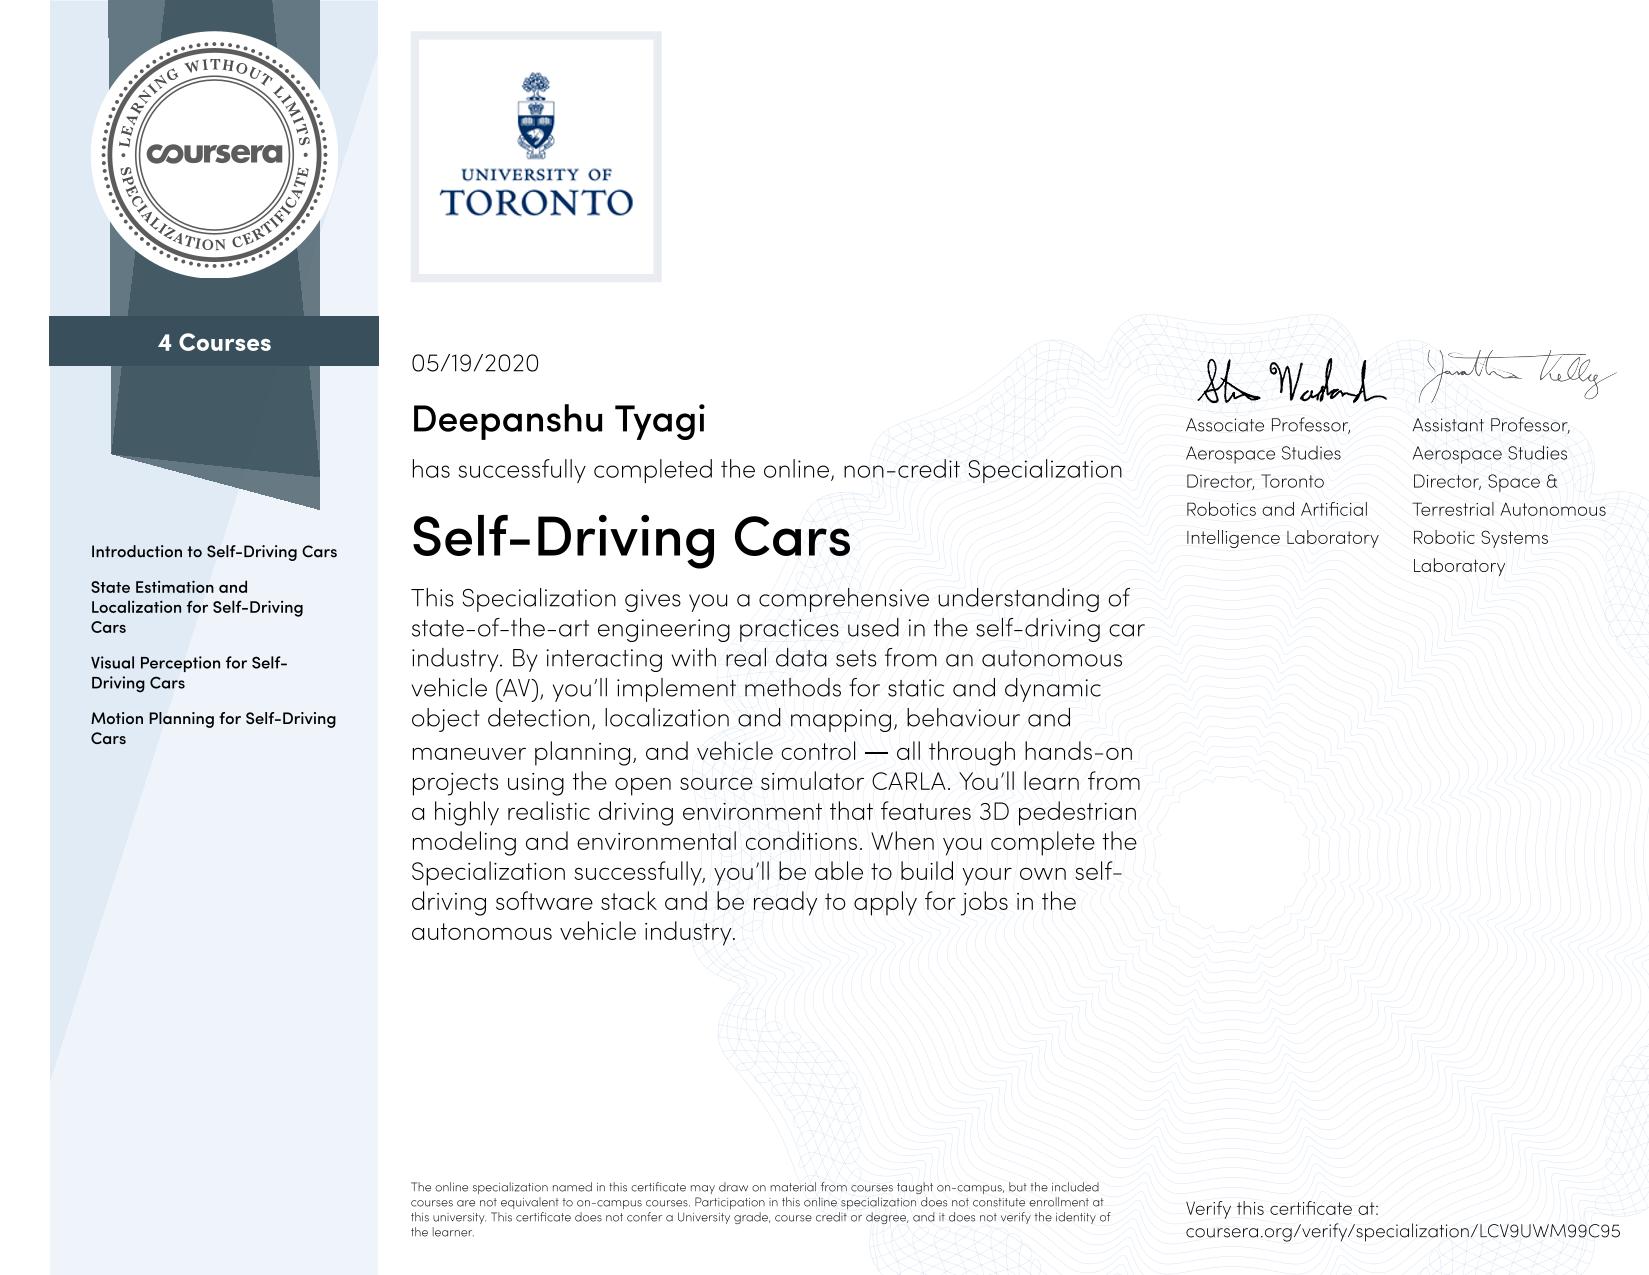 LEARNING WITHOUT LIMITS
coursera
SPECIALIZATION CERTIFICATE
UNIVERSITY OF
TORONTO
4 Courses
Introduction to Self-Driving Cars
State Estimation and
Localization for Self-Driving
Cars
Visual Perception for Self-
Driving Cars
Motion Planning for Self-Driving
Cars
05/19/2020
Deepanshu Tyagi
has successfully completed the online, non-credit Specialization
Self-Driving Cars
This Specialization gives you a comprehensive understanding of
state-of-the-art engineering practices used in the self-driving car
industry. By interacting with real data sets from an autonomous
vehicle (AV), you'll implement methods for static and dynamic
object detection, localization and mapping, behaviour and
maneuver planning, and vehicle control — all through hands-on
projects using the open source simulator CARLA. You'll learn from
a highly realistic driving environment that features 3D pedestrian
modeling and environmental conditions. When you complete the
Specialization successfully, you'll be able to build your own self-
driving software stack and be ready to apply for jobs in the
autonomous vehicle industry.
Associate Professor,
Aerospace Studies
Director, Toronto
Robotics and Artificial
Intelligence Laboratory
Kelly
Assistant Professor,
Aerospace Studies
Director, Space &
Terrestrial Autonomous
Robotic Systems
Laboratory
The online specialization named in this certificate may draw on material from courses taught on-campus, but the included
courses are not equivalent to on-campus courses. Participation in this online specialization does not constitute enrollment at
this university. This certificate does not confer a University grade, course credit or degree, and it does not verify the identity of
the learner.
Verify this certificate at:
coursera.org/verify/specialization/LCV9UWM99C95